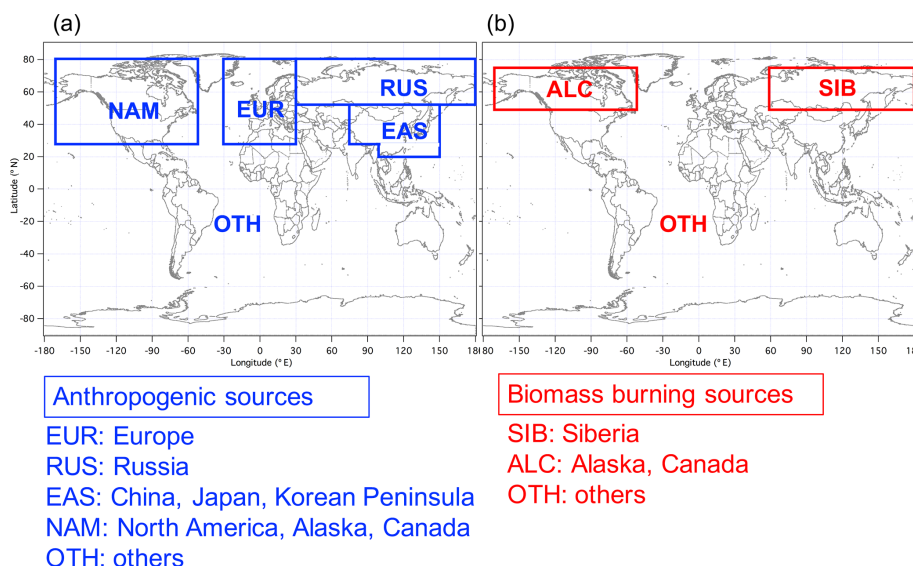 (a)
(b)
80
60
40
20
0
-20
-40
-60
-80
Latitude (° N)
NAM
EUR
RUS
EAS
OTH
-180 -150 -120 -90 -60 -30 0 30 60 90 120 150 180
Longitude (° E)
ALC
SIB
OTH
-180 -150 -120 -90 -60 -30 0 30 60 90 120 150 180
Longitude (° E)
Anthropogenic sources
EUR: Europe
RUS: Russia
EAS: China, Japan, Korean Peninsula
NAM: North America, Alaska, Canada
OTH: others
Biomass burning sources
SIB: Siberia
ALC: Alaska, Canada
OTH: others